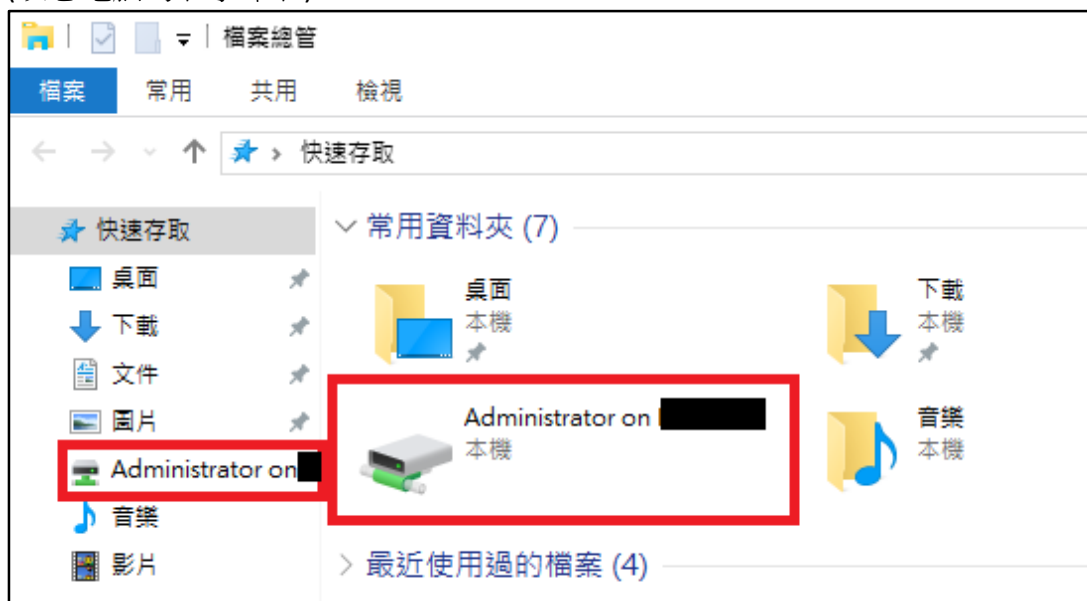 檔案總管
檔案 常用 共用 檢視
快速存取
快速存取
桌面
下載
文件
圖片
Administrator on
音樂
影片
常用資料夾 (7)
桌面
本機
下載
本機
Administrator on
本機
音樂
本機
最近使用過的檔案 (4)